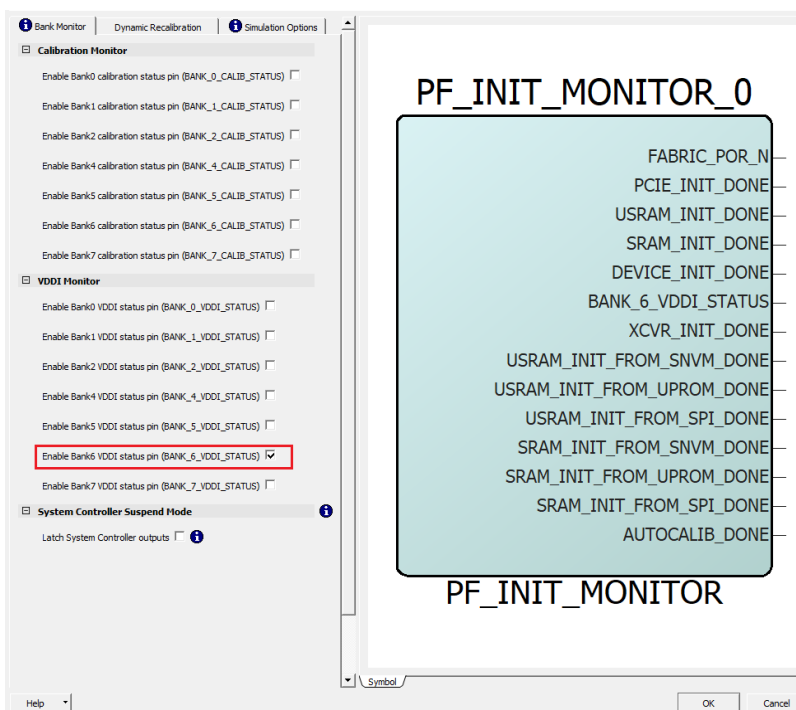 Bank Monitor
Dynamic Recalibration
Simulation Options
Calibration Monitor
Enable Bank0 calibration status pin (BANK_0_CALIB_STATUS)
Enable Bank1 calibration status pin (BANK_1_CALIB_STATUS)
Enable Bank2 calibration status pin (BANK_2_CALIB_STATUS)
Enable Bank4 calibration status pin (BANK_4_CALIB_STATUS)
Enable Bank5 calibration status pin (BANK_5_CALIB_STATUS)
Enable Bank6 calibration status pin (BANK_6_CALIB_STATUS)
Enable Bank7 calibration status pin (BANK_7_CALIB_STATUS)
VDDI Monitor
Enable Bank0 VDDI status pin (BANK_0_VDDI_STATUS)
Enable Bank1 VDDI status pin (BANK_1_VDDI_STATUS)
Enable Bank2 VDDI status pin (BANK_2_VDDI_STATUS)
Enable Bank4 VDDI status pin (BANK_4_VDDI_STATUS)
Enable Bank5 VDDI status pin (BANK_5_VDDI_STATUS)
Enable Bank6 VDDI status pin (BANK_6_VDDI_STATUS)
Enable Bank7 VDDI status pin (BANK_7_VDDI_STATUS)
System Controller Suspend Mode
Latch System Controller outputs
PF_INIT_MONITOR_0
FABRIC_POR_N
PCIE_INIT_DONE
USRAM_INIT_DONE
SRAM_INIT_DONE
DEVICE_INIT_DONE
BANK_6_VDDI_STATUS
XCVR_INIT_DONE
USRAM_INIT_FROM_SNVM_DONE
USRAM_INIT_FROM_UPROM_DONE
USRAM_INIT_FROM_SPI_DONE
SRAM_INIT_FROM_SNVM_DONE
SRAM_INIT_FROM_UPROM_DONE
SRAM_INIT_FROM_SPI_DONE
AUTOCALIB_DONE
PF_INIT_MONITOR
Symbol
Help
OK
Cancel